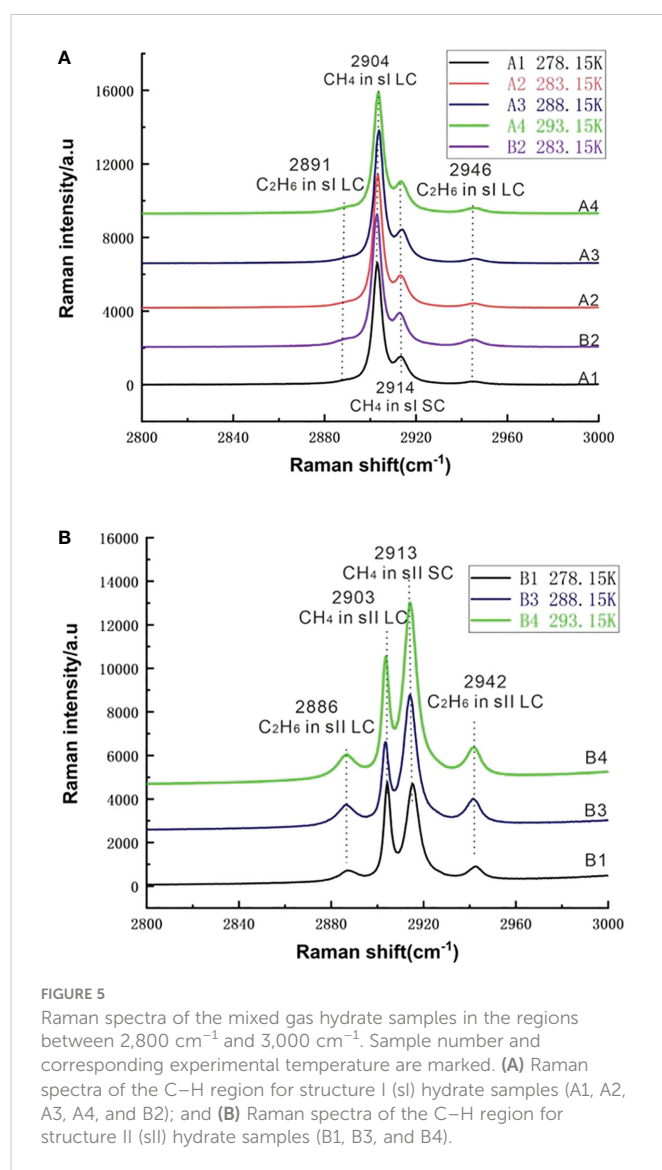 A
2904
CH4 in sI LC
A1 278.15K
A2 283.15K
A3 288.15K
A4 293.15K
B2 283.15K
2891
C2H6 in sI LC
2946
C2H6 in sI LC
16000
12000
8000
4000
0
Raman intensity/a.u
A4
A3
A2
B2
A1
2914
CH4 in sI SC
2800 2840 2880 2920 2960 3000
Raman shift(cm-1)
B
2913
CH4 in sII SC
B1 278.15K
B3 288.15K
B4 293.15K
2903
CH4 in sII LC
2886
C2H6 in sII LC
2942
C2H6 in sII LC
16000
14000
12000
10000
8000
6000
4000
2000
0
Raman intensity/a.u
B4
B3
B1
2800 2840 2880 2920 2960 3000
Raman shift(cm-1)
FIGURE 5
Raman spectra of the mixed gas hydrate samples in the regions
between 2,800 cm−1 and 3,000 cm−1. Sample number and
corresponding experimental temperature are marked. (A) Raman
spectra of the C–H region for structure I (sI) hydrate samples (A1, A2,
A3, A4, and B2); and (B) Raman spectra of the C–H region for
structure II (sII) hydrate samples (B1, B3, and B4).